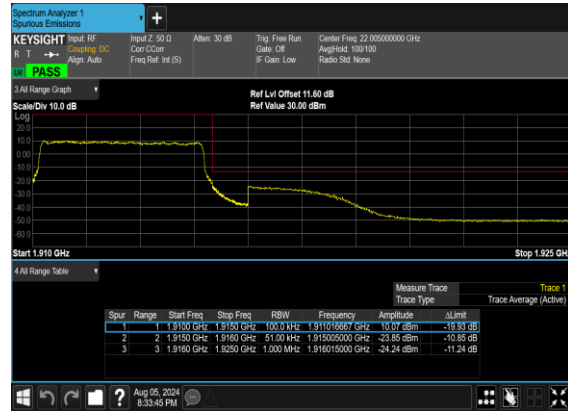 Spectrum Analyzer 1
Spurious Emissions
+
KEYSIGHT Input: RF Input Z: 50 Ω Atten: 30 dB Trig: Free Run Center Freq: 22.005000000 GHz
R T Coupling: DC Corr CCorr Gate: Off Avg|Hold: 100/100
Align: Auto Freq Ref: Int (S) IF Gain: Low Radio Std: None
LW PASS
3 All Range Graph
Ref Lvl Offset 11.60 dB
Scale/Div 10.0 dB Ref Value 30.00 dBm
Log
20.0
10.0
0.00
-10.0
-20.0
-30.0
-40.0
-50.0
-60.0
Start 1.910 GHz Stop 1.925 GH
4 All Range Table
Measure Trace Trace 1
Trace Type Trace Average (Active)
Spur Range Start Freq Stop Freq RBW Frequency Amplitude ΔLimit
1 1 1.9100 GHz 1.9150 GHz 100.0 kHz 1.911016667 GHz 10.07 dBm -19.93 dB
2 2 1.9150 GHz 1.9160 GHz 51.00 kHz 1.915005000 GHz -23.85 dBm -10.85 dB
3 3 1.9160 GHz 1.9250 GHz 1.000 MHz 1.916015000 GHz -24.24 dBm -11.24 dB
? Aug 05, 2024
8:33:45 PM